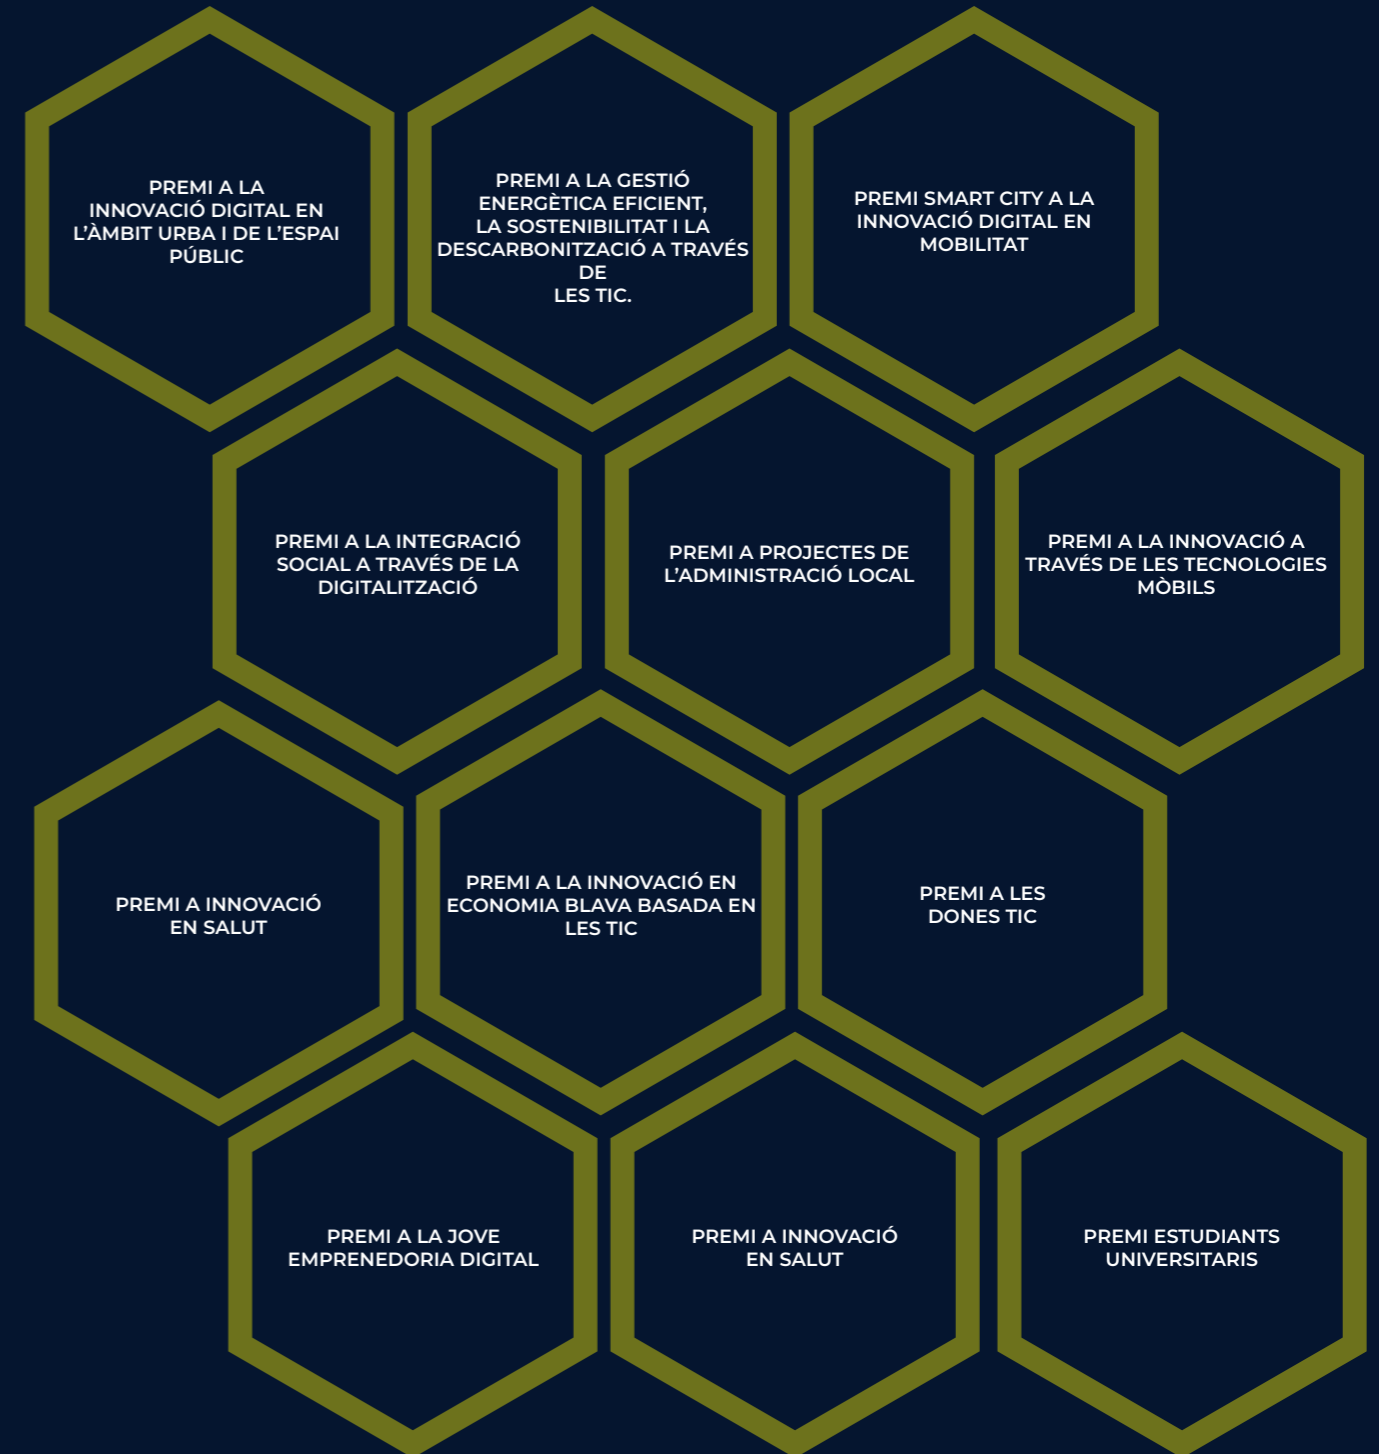 PREMI A LA
INNOVACIÓ DIGITAL EN
L'ÀMBIT URBA I DE L'ESPAI
PÚBLIC
PREMI A LA GESTIÓ
ENERGÈTICA EFICIENT,
LA SOSTENIBILITAT I LA
DESCARBONITZACIÓ A TRAVÉS
DE
LES TIC.
PREMI SMART CITY A LA
INNOVACIÓ DIGITAL EN
MOBILITAT
PREMI A LA INTEGRACIÓ
SOCIAL A TRAVÉS DE LA
DIGITALITZACIÓ
PREMI A PROJECTES DE
L'ADMINISTRACIÓ LOCAL
PREMI A LA INNOVACIÓ A
TRAVÉS DE LES TECNOLOGIES
MÒBILS
PREMI A INNOVACIÓ
EN SALUT
PREMI A LA INNOVACIÓ EN
ECONOMIA BLAVA BASADA EN
LES TIC
PREMI A LES
DONES TIC
PREMI A LA JOVE
EMPRENEDORIA DIGITAL
PREMI A INNOVACIÓ
EN SALUT
PREMI ESTUDIANTS
UNIVERSITARIS